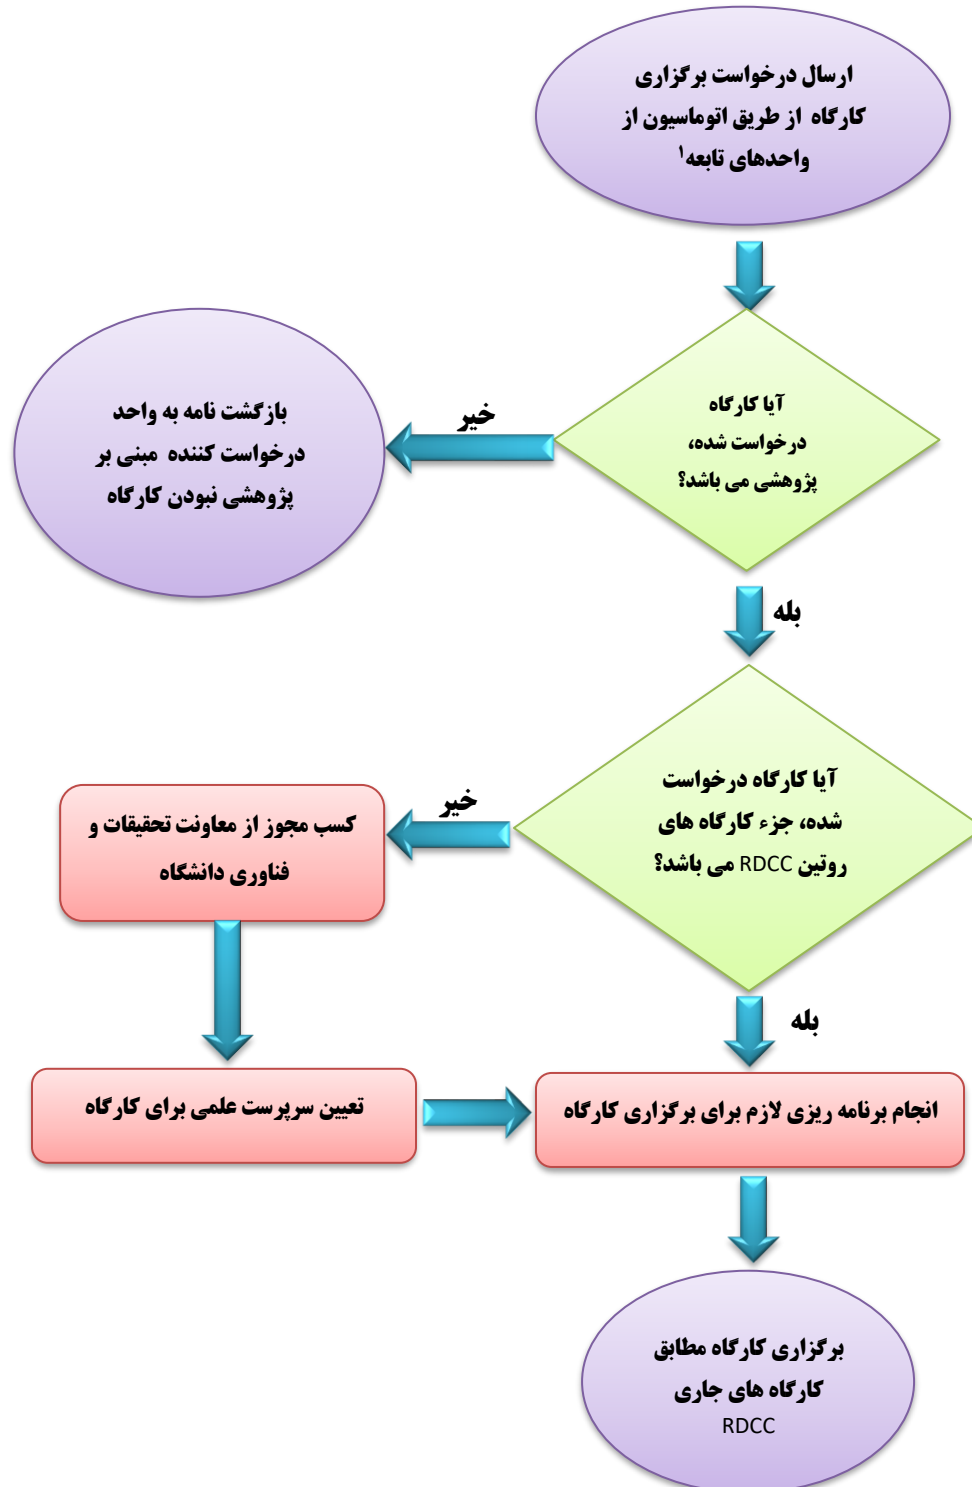 ارسال درخواست برگزاری
کارگاه از طریق اتوماسیون از
واحدهای تابعه¹
آیا کارگاه
درخواست شده،
پژوهشی می باشد؟
خیر
بازگشت نامه به واحد
درخواست کننده مبنی بر
پژوهشی نبودن کارگاه
بله
آیا کارگاه درخواست
شده، جزء کارگاه های
روتین RDCC می باشد؟
خیر
کسب مجوز از معاونت تحقیقات و
فناوری دانشگاه
بله
تعیین سرپرست علمی برای کارگاه
انجام برنامه ریزی لازم برای برگزاری کارگاه
برگزاری کارگاه مطابق
کارگاه های جاری
RDCC